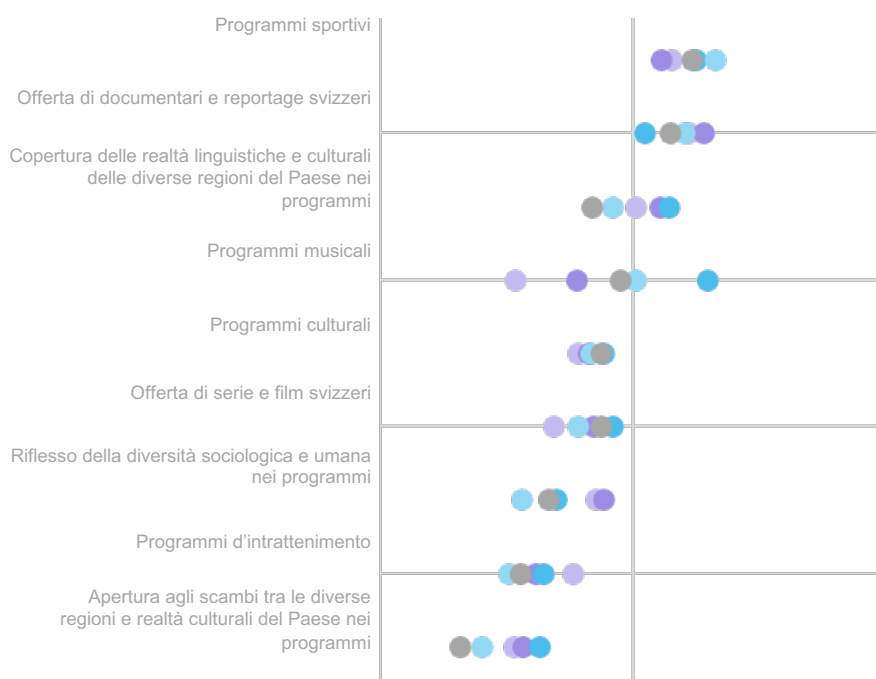 Programmi sportivi
Offerta di documentari e reportage svizzeri
Copertura delle realtà linguistiche e culturali
delle diverse regioni del Paese nei
programmi
Programmi musicali
Programmi culturali
Offerta di serie e film svizzeri
Riflesso della diversità sociologica e umana
nei programmi
Programmi d’intrattenimento
Apertura agli scambi tra le diverse
regioni e realtà culturali del Paese nei
programmi